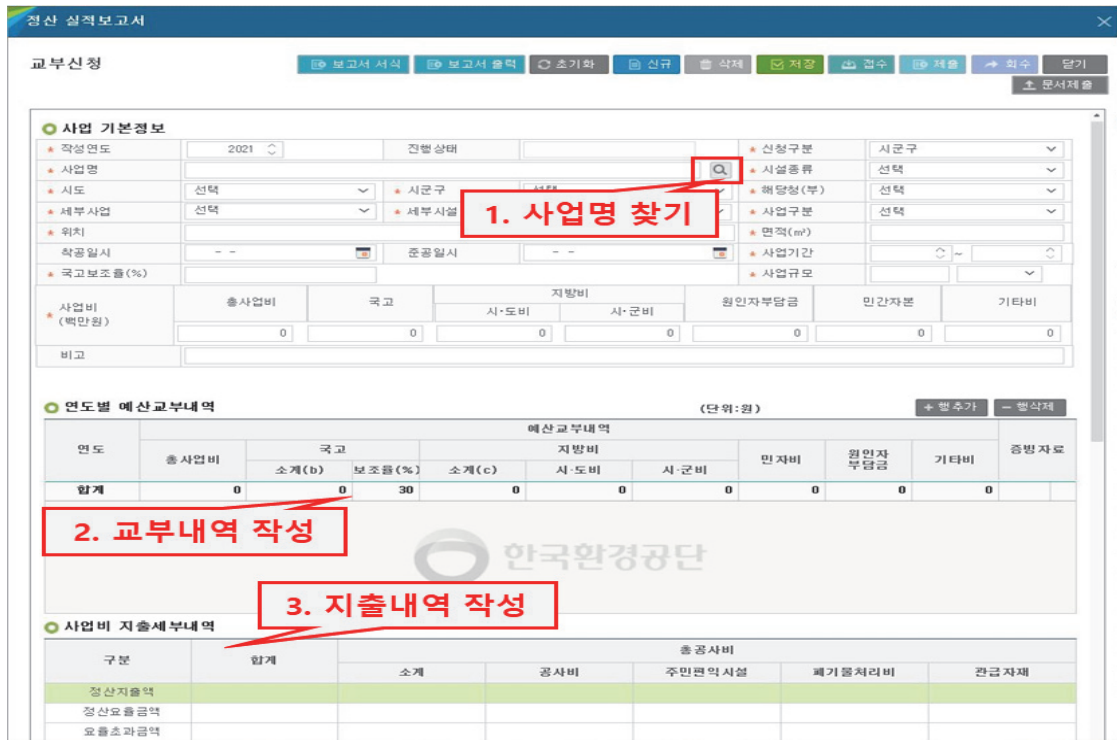 정산 실적보고서
교부신청
보고서 서식 보고서 출력 초기화 신규 삭제 저장 접수 제출 회수 닫기
문서제출
사업 기본정보
* 작성연도 2021 진행상태 * 신청구분 시군구
* 사업명 * 시설종류 선택
* 시도 선택 * 시군구 * 해당청(부) 선택
* 세부사업 선택 * 세부시설 * 사업구분 선택
1. 사업명 찾기
* 위치 * 면적(m²)
착공일시 - - 준공일시 - - * 사업기간 ~
* 국고보조율(%) * 사업규모
* 사업비 (백만원) 총사업비 국고 지방비 원인자부담금 민간자본 기타비
시·도비 시·군비
0 0 0 0 0 0 0
비고
연도별 예산교부내역 (단위:원) + 행추가 - 행삭제
연도 예산교부내역 증빙자료
총사업비 국고 지방비 민자비 원인자부담금 기타비
소계(b) 보조율(%) 소계(c) 시·도비 시·군비
합계 0 0 30 0 0 0 0 0 0
2. 교부내역 작성
한국환경공단
3. 지출내역 작성
사업비 지출세부내역
구분 합계 총공사비
소계 공사비 주민편익시설 폐기물처리비 관급자재
정산지출액
정산요율금액
요율초과금액